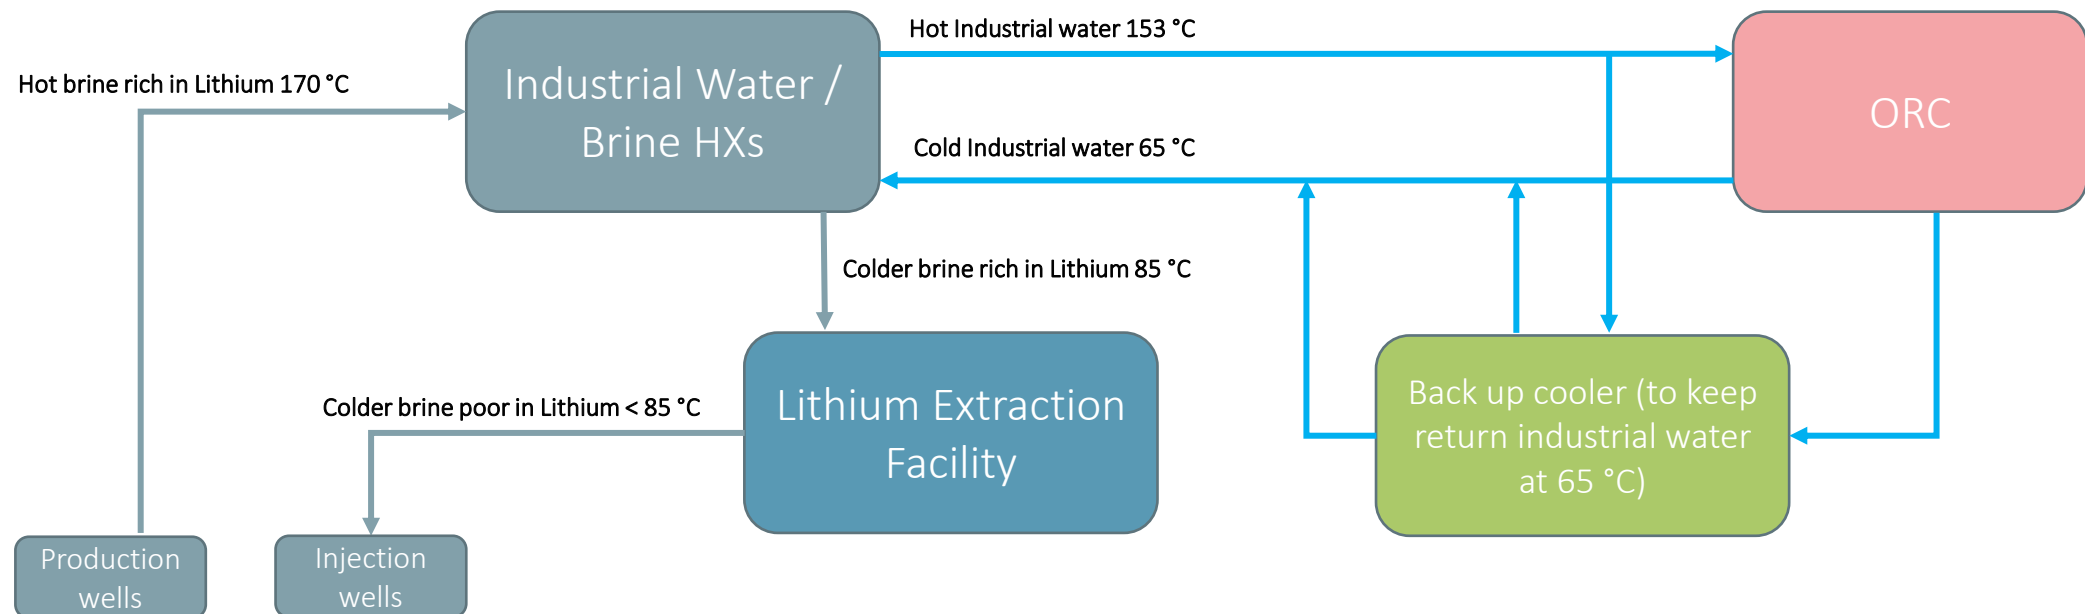 Hot Industrial water 153 °C
Hot brine rich in Lithium 170 °C
Industrial Water /
Brine HXs
ORC
Cold Industrial water 65 °C
Colder brine rich in Lithium 85 °C
Colder brine poor in Lithium < 85 °C
Lithium Extraction
Facility
Back up cooler (to keep
return industrial water
at 65 °C)
Production
wells
Injection
wells